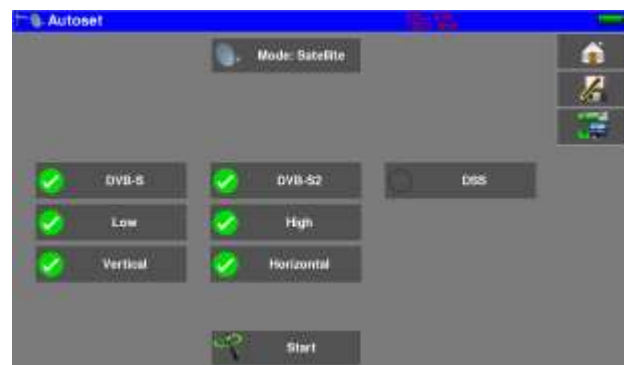 Autoset
Mode: Satellite
DVB-S DVB-S2 DSS
Low High
Vertical Horizontal
Start